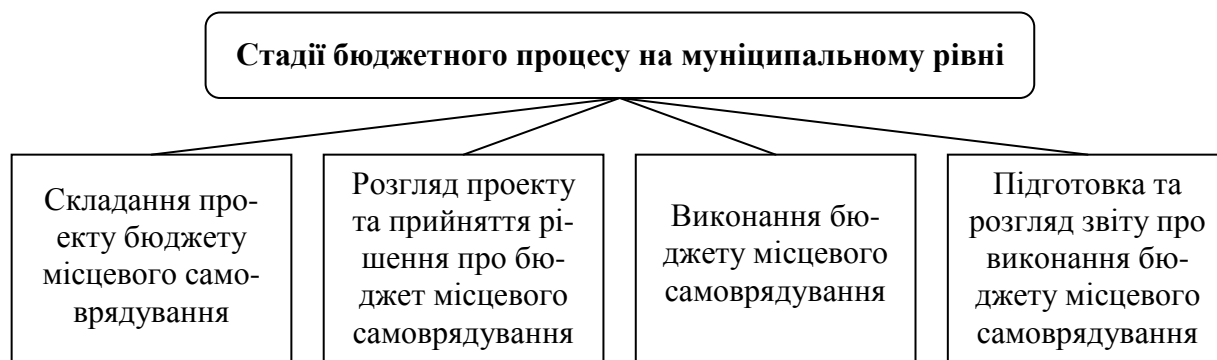 Стадії бюджетного процесу на муніципальному рівні
Складання про-
екту бюджету
місцевого само-
врядування
Розгляд проекту
та прийняття рі-
шення про бю-
джет місцевого
самоврядування
Виконання бю-
джету місцевого
самоврядування
Підготовка та
розгляд звіту про
виконання бю-
джету місцевого
самоврядування